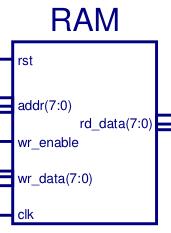 RAM
rst
addr(7:0)
rd_data(7:0)
wr_enable
wr_data(7:0)
clk